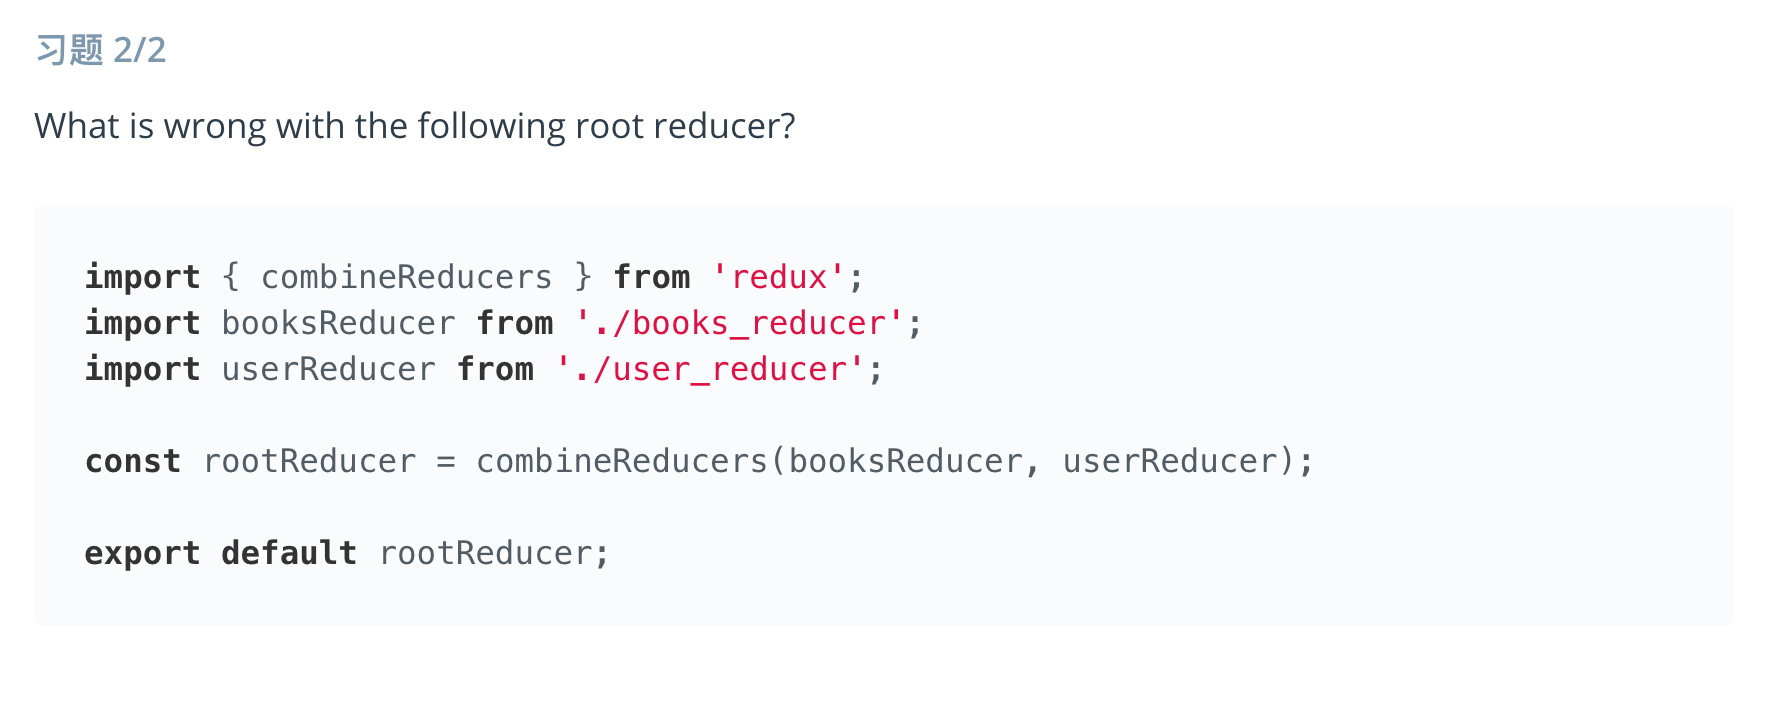 习题 2/2
What is wrong with the following root reducer?
import { combineReducers } from 'redux';
import booksReducer from './books_reducer';
import userReducer from './user_reducer';
const rootReducer = combineReducers(booksReducer, userReducer);
export default rootReducer;